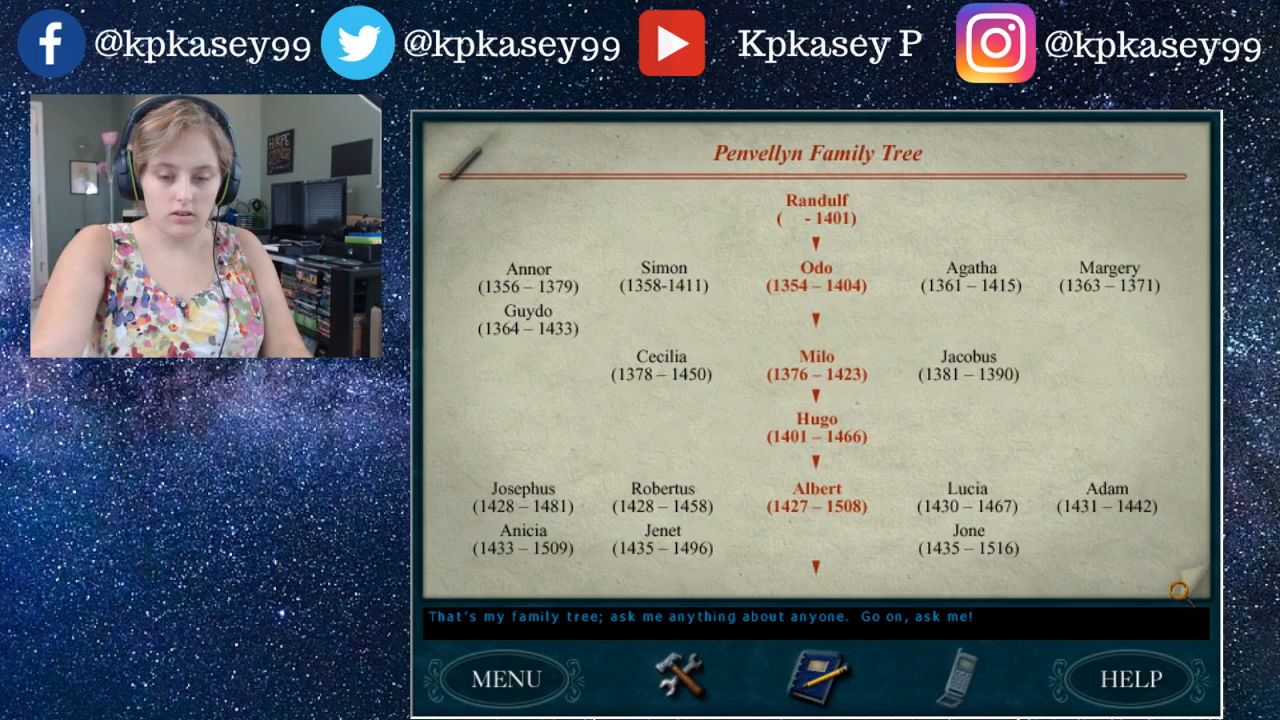 @kpkasey99 @kpkasey99 Kpkasey P @kpkasey99
Penvellyn Family Tree
Randulf
( - 1401)
Annor Simon Odo Agatha Margery
(1356 – 1379) (1358-1411) (1354 – 1404) (1361 – 1415) (1363 – 1371)
Guydo
(1364 – 1433)
Cecilia Milo Jacobus
(1378 – 1450) (1376 – 1423) (1381 – 1390)
Hugo
(1401 – 1466)
Josephus Robertus Albert Lucia Adam
(1428 – 1481) (1428 – 1458) (1427 – 1508) (1430 – 1467) (1431 – 1442)
Anicia Jenet Jone
(1433 – 1509) (1435 – 1496) (1435 – 1516)
That's my family tree; ask me anything about anyone. Go on, ask me!
MENU HELP